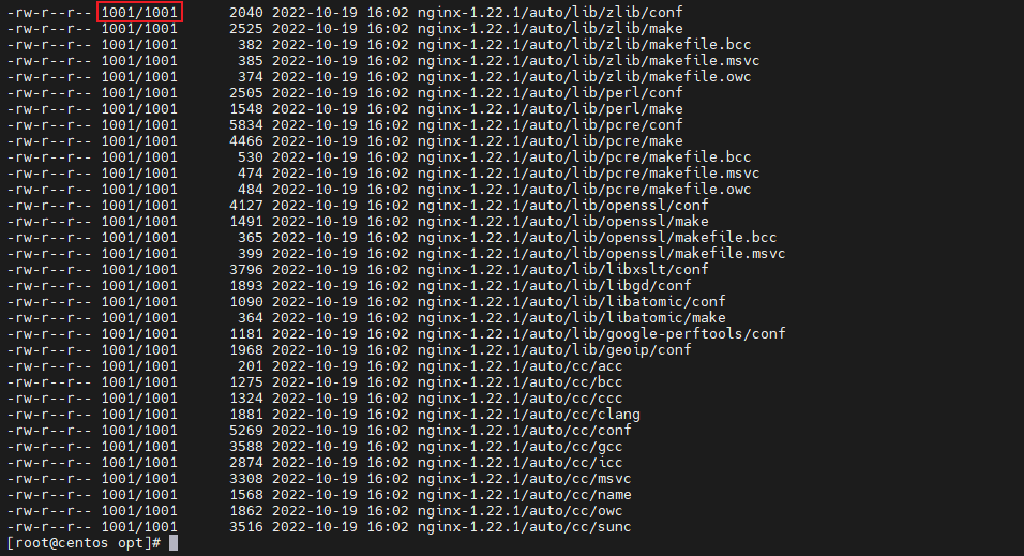 -rw-r--r-- 1001/1001      2040 2022-10-19 16:02 nginx-1.22.1/auto/lib/zlib/conf
-rw-r--r-- 1001/1001      2525 2022-10-19 16:02 nginx-1.22.1/auto/lib/zlib/make
-rw-r--r-- 1001/1001       382 2022-10-19 16:02 nginx-1.22.1/auto/lib/zlib/makefile.bcc
-rw-r--r-- 1001/1001       385 2022-10-19 16:02 nginx-1.22.1/auto/lib/zlib/makefile.msvc
-rw-r--r-- 1001/1001       374 2022-10-19 16:02 nginx-1.22.1/auto/lib/zlib/makefile.owc
-rw-r--r-- 1001/1001      2505 2022-10-19 16:02 nginx-1.22.1/auto/lib/perl/conf
-rw-r--r-- 1001/1001      1548 2022-10-19 16:02 nginx-1.22.1/auto/lib/perl/make
-rw-r--r-- 1001/1001      5834 2022-10-19 16:02 nginx-1.22.1/auto/lib/pcre/conf
-rw-r--r-- 1001/1001      4466 2022-10-19 16:02 nginx-1.22.1/auto/lib/pcre/make
-rw-r--r-- 1001/1001       530 2022-10-19 16:02 nginx-1.22.1/auto/lib/pcre/makefile.bcc
-rw-r--r-- 1001/1001       474 2022-10-19 16:02 nginx-1.22.1/auto/lib/pcre/makefile.msvc
-rw-r--r-- 1001/1001       484 2022-10-19 16:02 nginx-1.22.1/auto/lib/pcre/makefile.owc
-rw-r--r-- 1001/1001      4127 2022-10-19 16:02 nginx-1.22.1/auto/lib/openssl/conf
-rw-r--r-- 1001/1001      1491 2022-10-19 16:02 nginx-1.22.1/auto/lib/openssl/make
-rw-r--r-- 1001/1001       365 2022-10-19 16:02 nginx-1.22.1/auto/lib/openssl/makefile.bcc
-rw-r--r-- 1001/1001       399 2022-10-19 16:02 nginx-1.22.1/auto/lib/openssl/makefile.msvc
-rw-r--r-- 1001/1001      3796 2022-10-19 16:02 nginx-1.22.1/auto/lib/libxslt/conf
-rw-r--r-- 1001/1001      1893 2022-10-19 16:02 nginx-1.22.1/auto/lib/libgd/conf
-rw-r--r-- 1001/1001      1090 2022-10-19 16:02 nginx-1.22.1/auto/lib/libatomic/conf
-rw-r--r-- 1001/1001       364 2022-10-19 16:02 nginx-1.22.1/auto/lib/libatomic/make
-rw-r--r-- 1001/1001      1181 2022-10-19 16:02 nginx-1.22.1/auto/lib/google-perftools/conf
-rw-r--r-- 1001/1001      1968 2022-10-19 16:02 nginx-1.22.1/auto/lib/geoip/conf
-rw-r--r-- 1001/1001       201 2022-10-19 16:02 nginx-1.22.1/auto/cc/acc
-rw-r--r-- 1001/1001      1275 2022-10-19 16:02 nginx-1.22.1/auto/cc/bcc
-rw-r--r-- 1001/1001      1324 2022-10-19 16:02 nginx-1.22.1/auto/cc/ccc
-rw-r--r-- 1001/1001      1881 2022-10-19 16:02 nginx-1.22.1/auto/cc/clang
-rw-r--r-- 1001/1001      5269 2022-10-19 16:02 nginx-1.22.1/auto/cc/conf
-rw-r--r-- 1001/1001      3588 2022-10-19 16:02 nginx-1.22.1/auto/cc/gcc
-rw-r--r-- 1001/1001      2874 2022-10-19 16:02 nginx-1.22.1/auto/cc/icc
-rw-r--r-- 1001/1001      3308 2022-10-19 16:02 nginx-1.22.1/auto/cc/msvc
-rw-r--r-- 1001/1001      1568 2022-10-19 16:02 nginx-1.22.1/auto/cc/name
-rw-r--r-- 1001/1001      1862 2022-10-19 16:02 nginx-1.22.1/auto/cc/owc
-rw-r--r-- 1001/1001      3516 2022-10-19 16:02 nginx-1.22.1/auto/cc/sunc
[root@centos opt]#